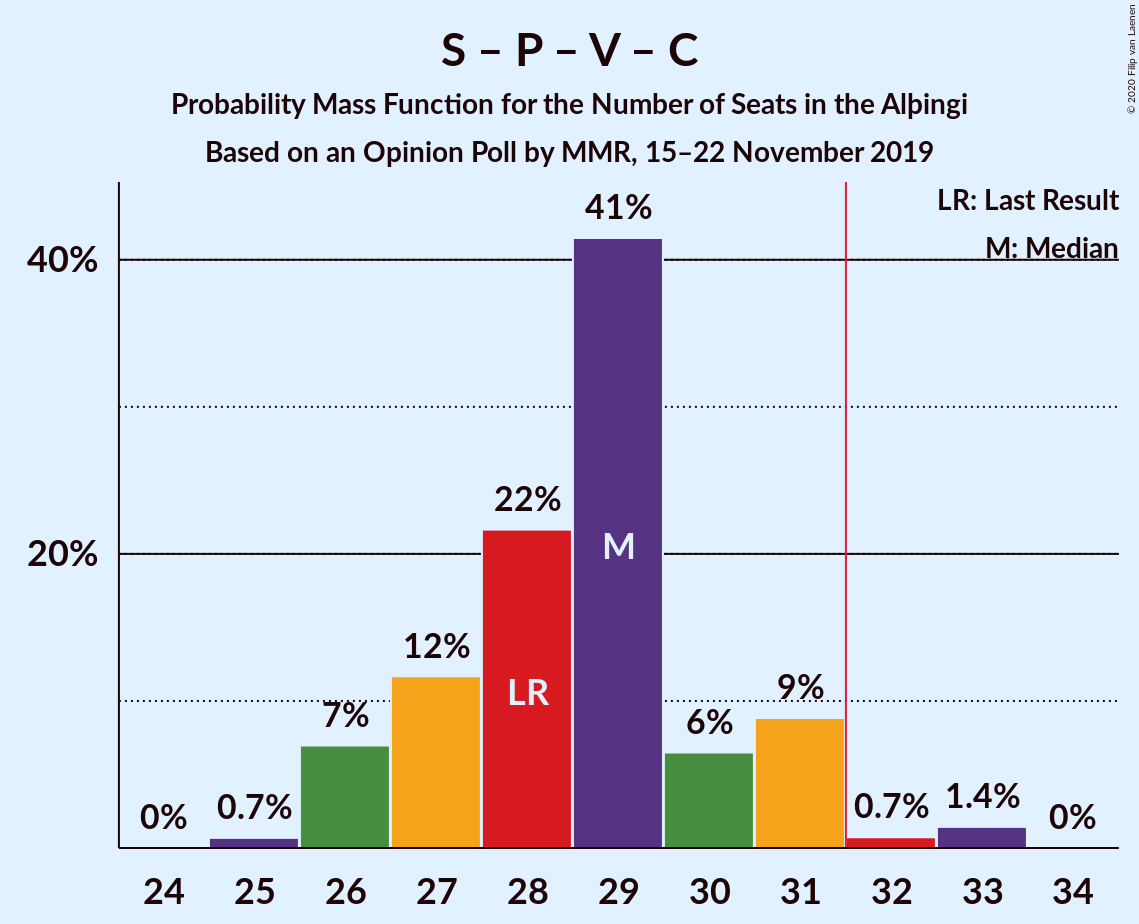 S – P – V – C
Probability Mass Function for the Number of Seats in the Alþingi
Based on an Opinion Poll by MMR, 15–22 November 2019
© 2020 Filip van Laenen
LR: Last Result
M: Median
41%
40%
22%
20%
M
12%
LR
9%
7%
6%
1.4%
0.7%
0.7%
0%
0%
24 25 26 27 28 29 30 31 32 33 34